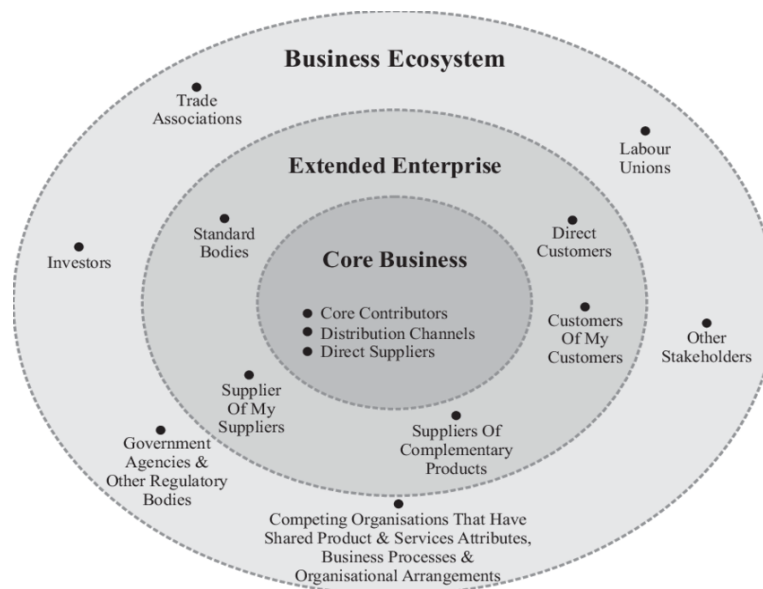 Business Ecosystem
Trade
Associations
Labour
Unions
Extended Enterprise
Standard
Bodies
Direct
Customers
Investors
Core Business
Core Contributors
Distribution Channels
Direct Suppliers
Customers
Of My
Customers
Other
Stakeholders
Supplier
Of My
Suppliers
Suppliers Of
Complementary
Products
Government
Agencies &
Other Regulatory
Bodies
Competing Organisations That Have
Shared Product & Services Attributes,
Business Processes &
Organisational Arrangements